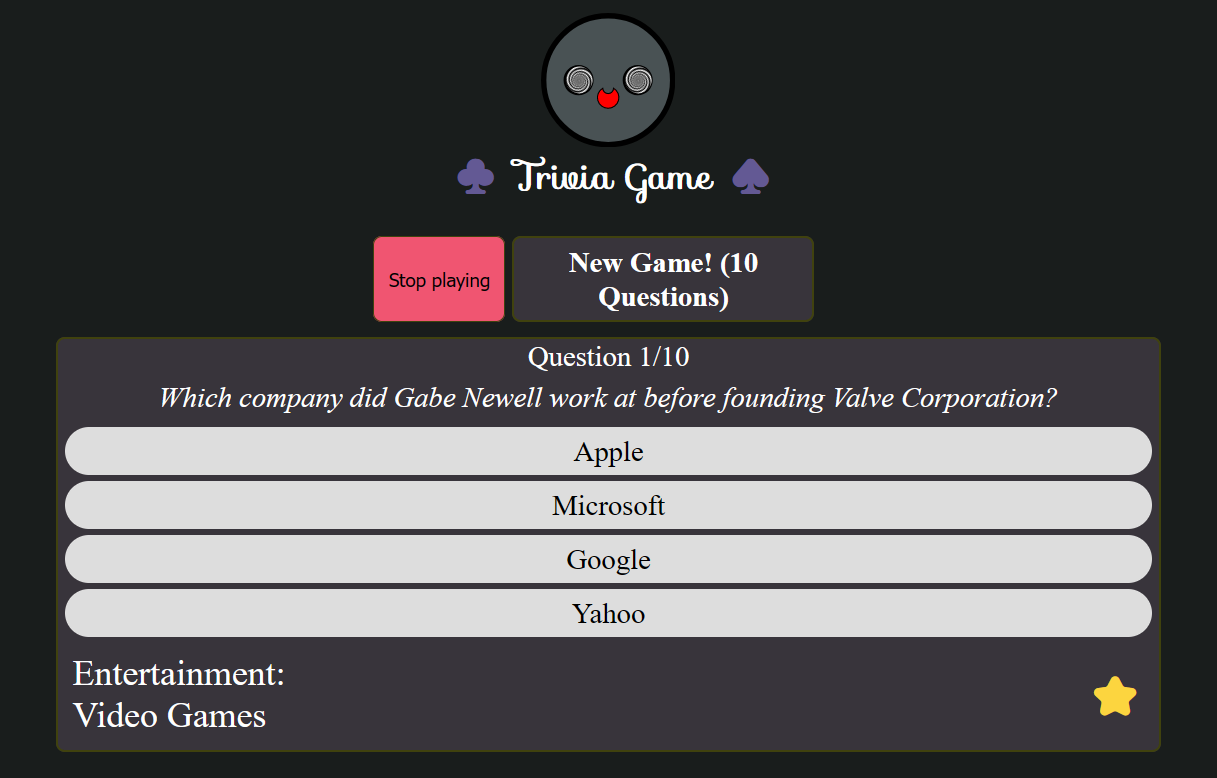 Trivia Game
Stop playing
New Game! (10
Questions)
Question 1/10
Which company did Gabe Newell work at before founding Valve Corporation?
Apple
Microsoft
Google
Yahoo
Entertainment:
Video Games